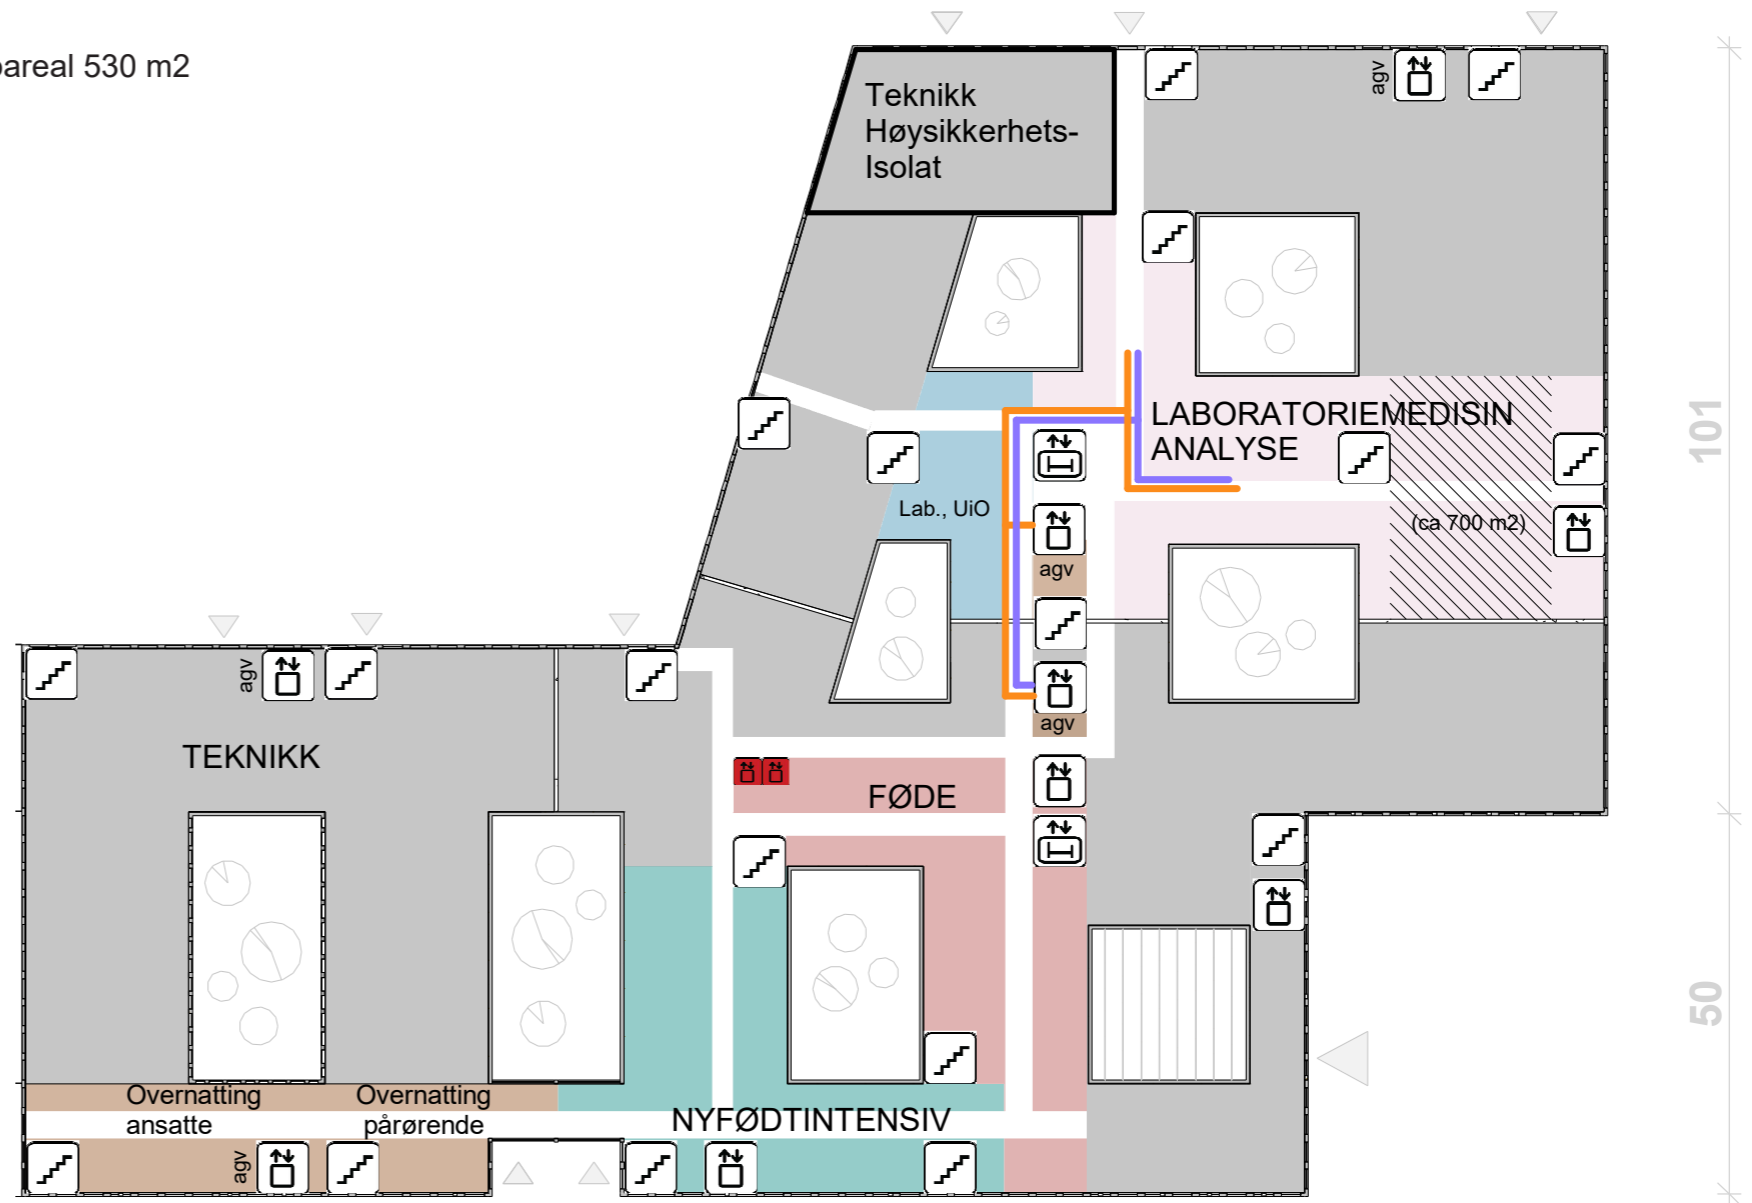 areal 530 m2
Teknikk
Høysikkerhets-
Isolat
agv
LABORATORIEMEDISIN
ANALYSE
101
Lab., UiO
(ca 700 m2)
agv
agv
agv
TEKNIKK
FØDE
50
Overnatting
ansatte
Overnatting
pårørende
NYFØDTINTENSIV
agv